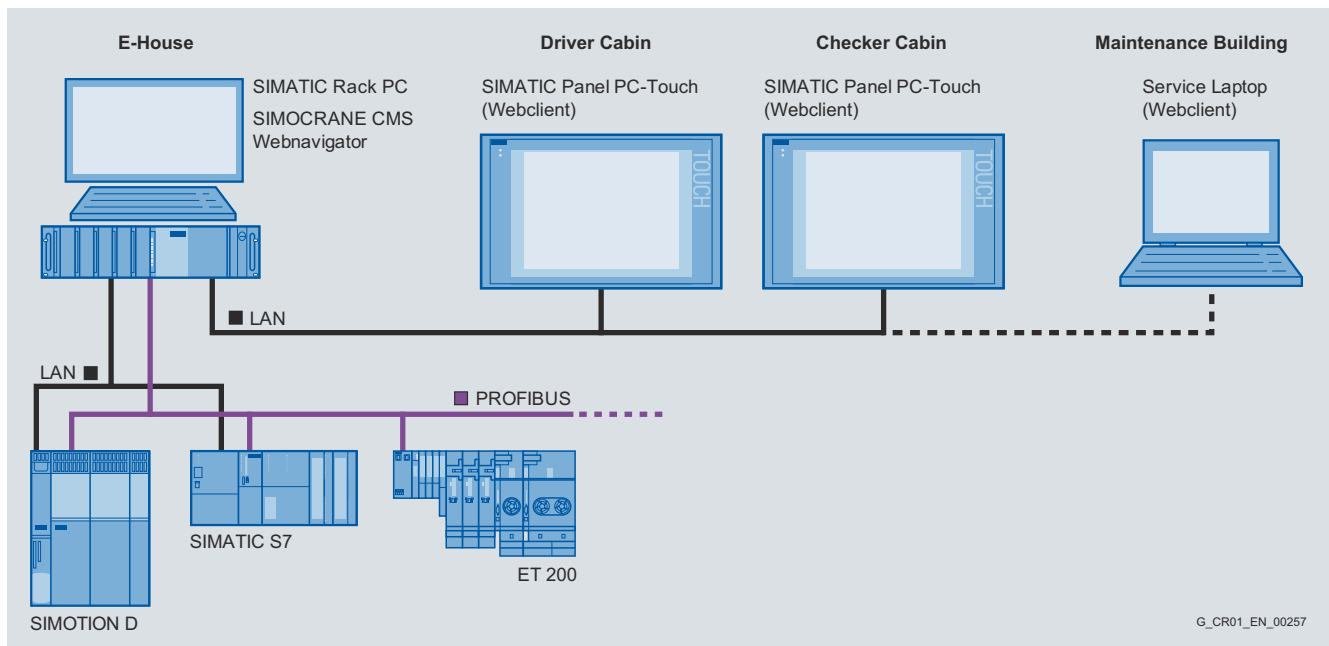 E-House
Driver Cabin
Checker Cabin
Maintenance Building
SIMATIC Rack PC
SIMOCRANE CMS
Webnavigator
SIMATIC Panel PC-Touch
(Webclient)
SIMATIC Panel PC-Touch
(Webclient)
Service Laptop
(Webclient)
TOUCH
TOUCH
LAN
LAN
PROFIBUS
SIMATIC S7
ET 200
SIMOTION D
G_CR01_EN_00257